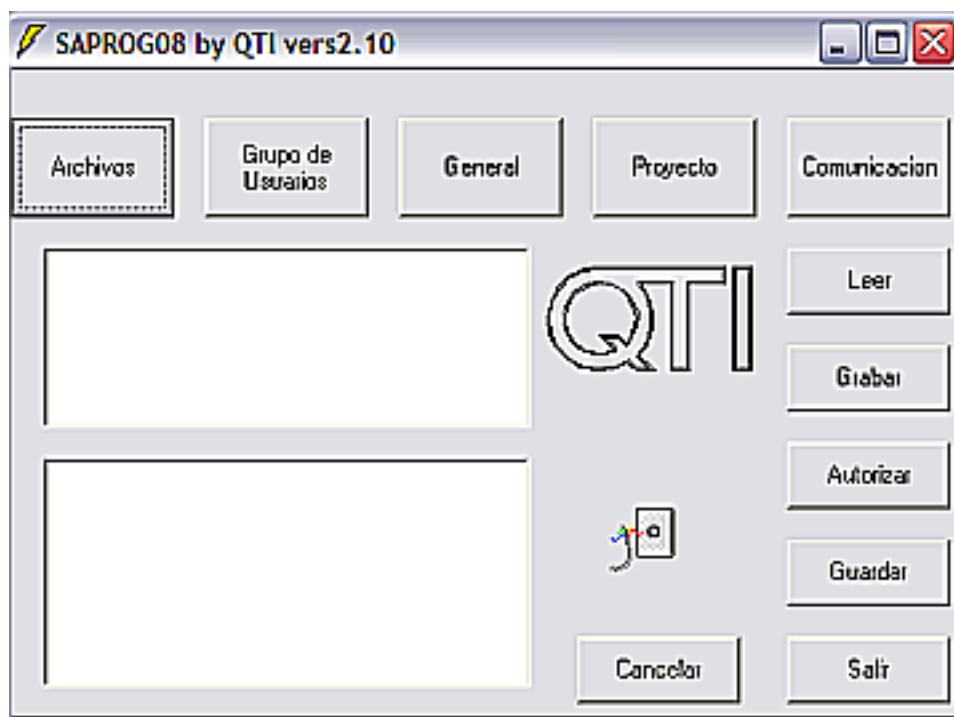 SAPROG08 by QTI vers2.10
Archivos
Grupo de
Usuarios
General
Proyecto
Comunicacion
QTI
Leer
Grabar
Autorizar
Guardar
Cancelar
Salir